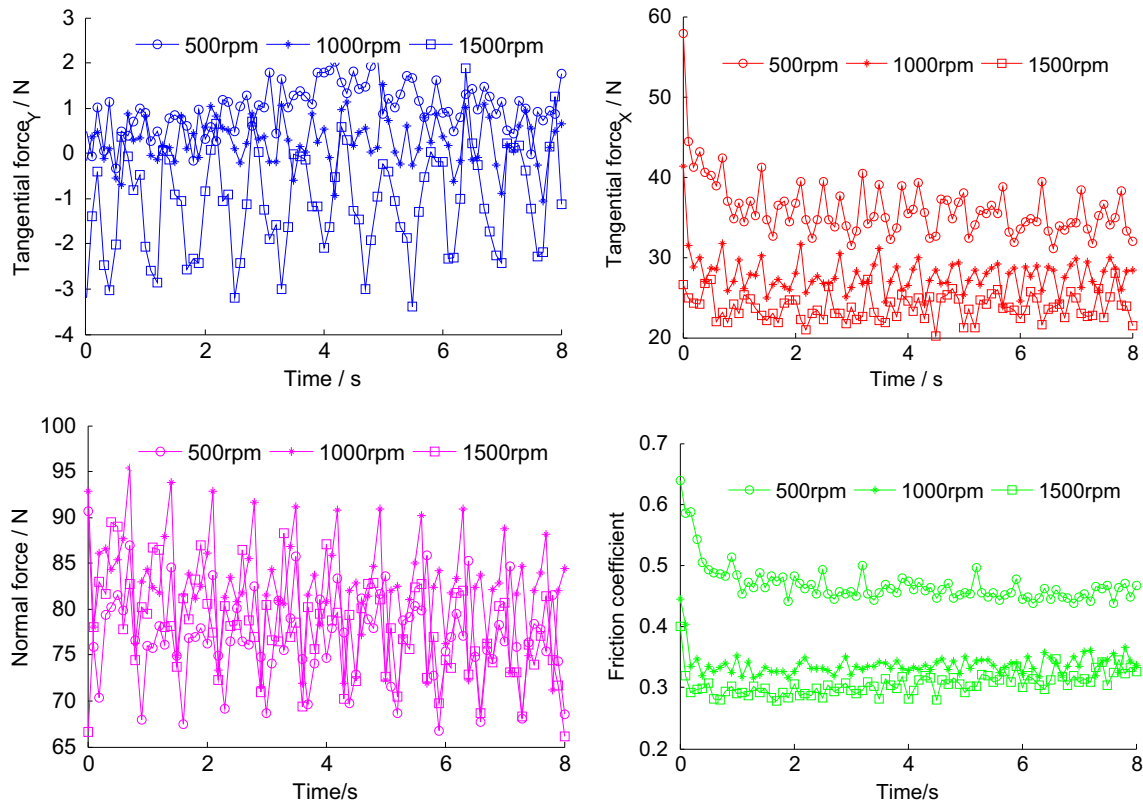 3
2
1
0
-1
-2
-3
-4
Tangential force_Y / N
500rpm 1000rpm 1500rpm
0 2 4 6 8
Time / s
60
50
40
30
20
Tangential force_X / N
500rpm 1000rpm 1500rpm
0 2 4 6 8
Time / s
100
95
90
85
80
75
70
65
Normal force / N
500rpm 1000rpm 1500rpm
0 2 4 6 8
Time/s
0.7
0.6
0.5
0.4
0.3
0.2
Friction coefficient
500rpm 1000rpm 1500rpm
0 2 4 6 8
Time/s